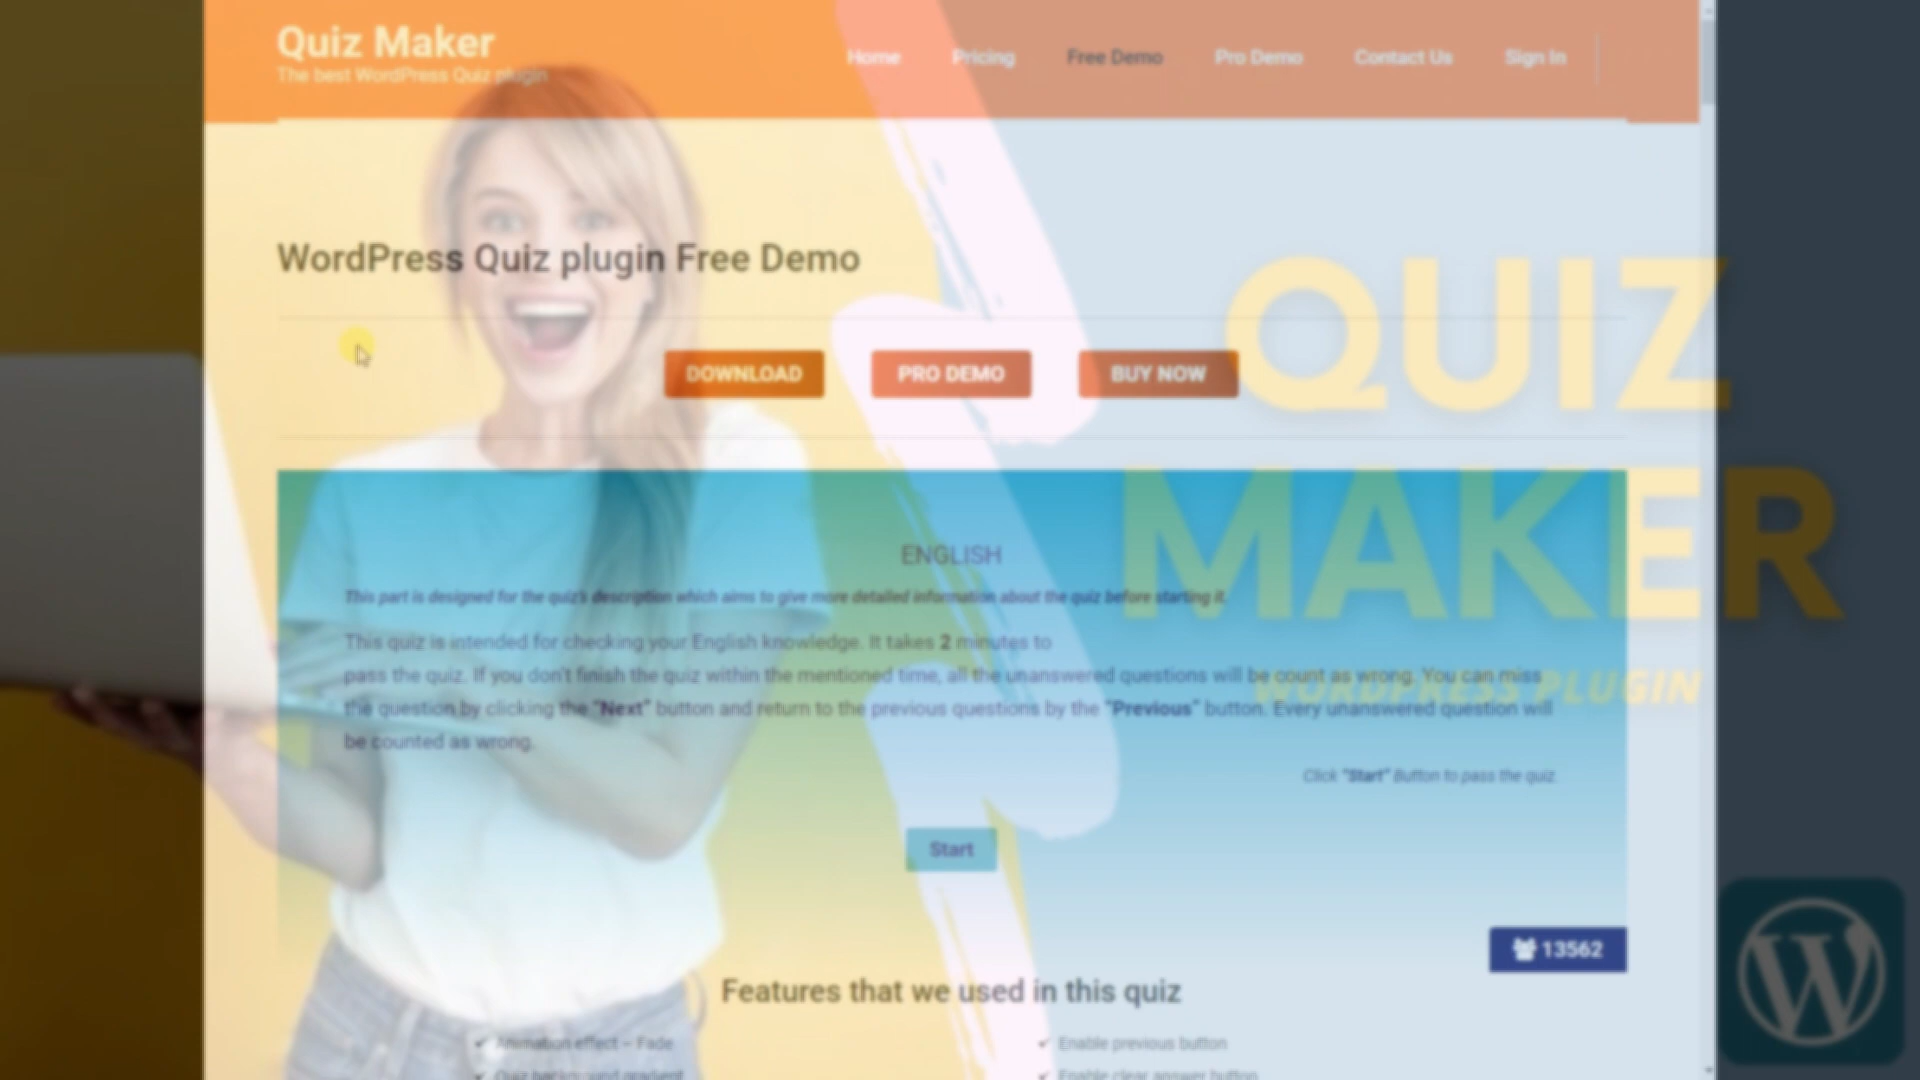 Quiz Maker
The best WordPress Quiz plugin
Home Pricing Free Demo Pro Demo Contact Us Sign In
WordPress Quiz plugin Free Demo
DOWNLOAD PRO DEMO BUY NOW
QUIZ
MAKER
WORDPRESS PLUGIN
ENGLISH
This part is designed for the quiz's description which aims to give more detailed information about the quiz before starting it.
This quiz is intended for checking your English knowledge. It takes 2 minutes to
pass the quiz. If you don't finish the quiz within the mentioned time, all the unanswered questions will be count as wrong. You can miss
the question by clicking the "Next" button and return to the previous questions by the "Previous" button. Every unanswered question will
be counted as wrong.
Click "Start" Button to pass the quiz.
Start
13562
Features that we used in this quiz
✓ Animation effect – Fade
✓ Enable previous button
✓ Quiz background gradient
✓ Enable clear answer button